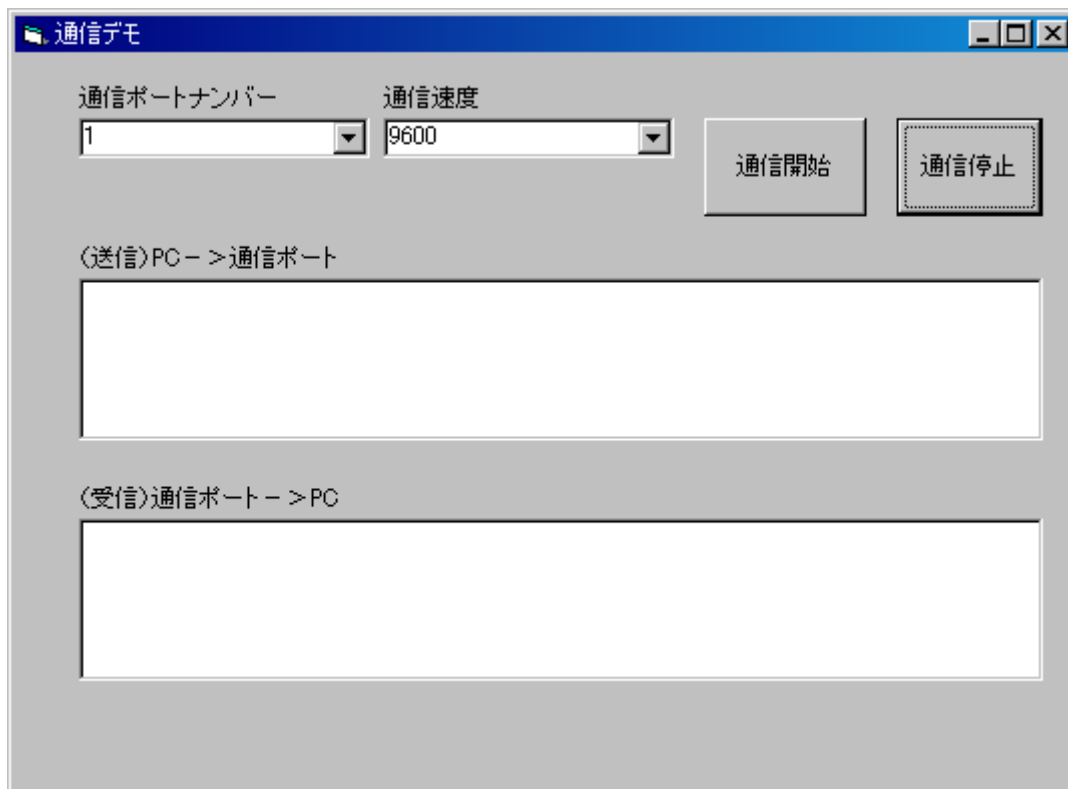 通信デモ
通信ポートナンバー 通信速度
1 9600
通信開始 通信停止
(送信)PC－＞通信ポート
(受信)通信ポート－＞PC